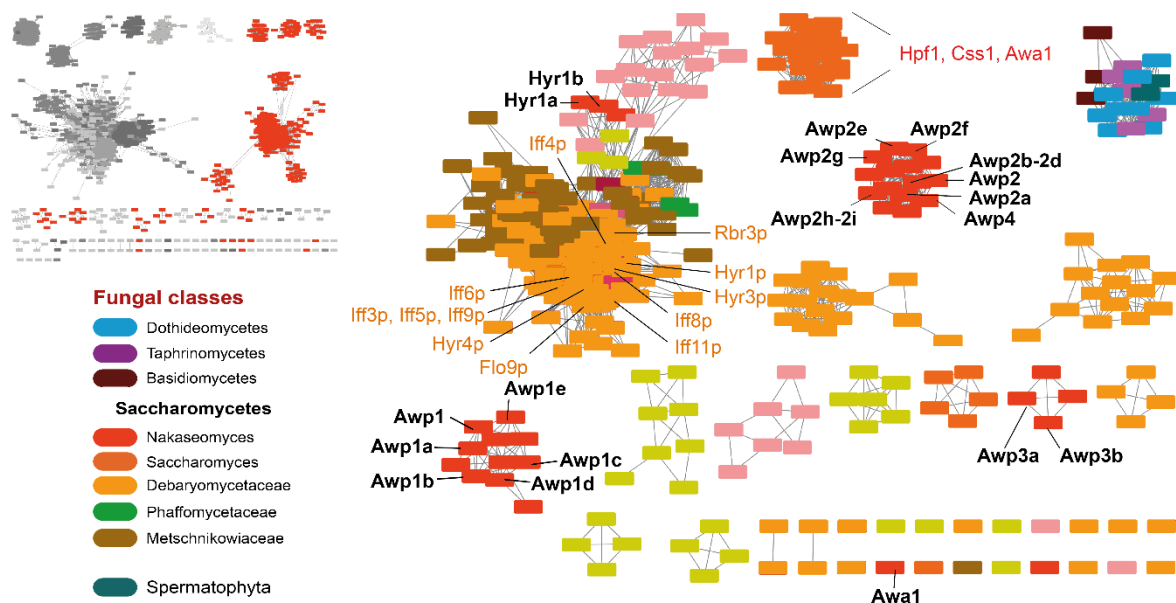 Hpf1, Css1, Awa1
Hyr1b
Hyr1a
Iff4p
Awp2e
Awp2f
Awp2g
Awp2b-2d
Awp2
Awp2a
Awp2h-2i
Awp4
Rbr3p
Hyr1p
Hyr3p
Iff6p
Iff3p, Iff5p, Iff9p
Iff8p
Hyr4p
Iff11p
Flo9p
Fungal classes
Dothideomycetes
Taphrinomycetes
Basidiomycetes
Saccharomycetes
Nakaseomyces
Saccharomyces
Debaryomycetaceae
Phaffomycetaceae
Metschnikowiaceae
Spermatophyta
Awp1e
Awp1
Awp1a
Awp1c
Awp1b
Awp1d
Awp3a
Awp3b
Awa1